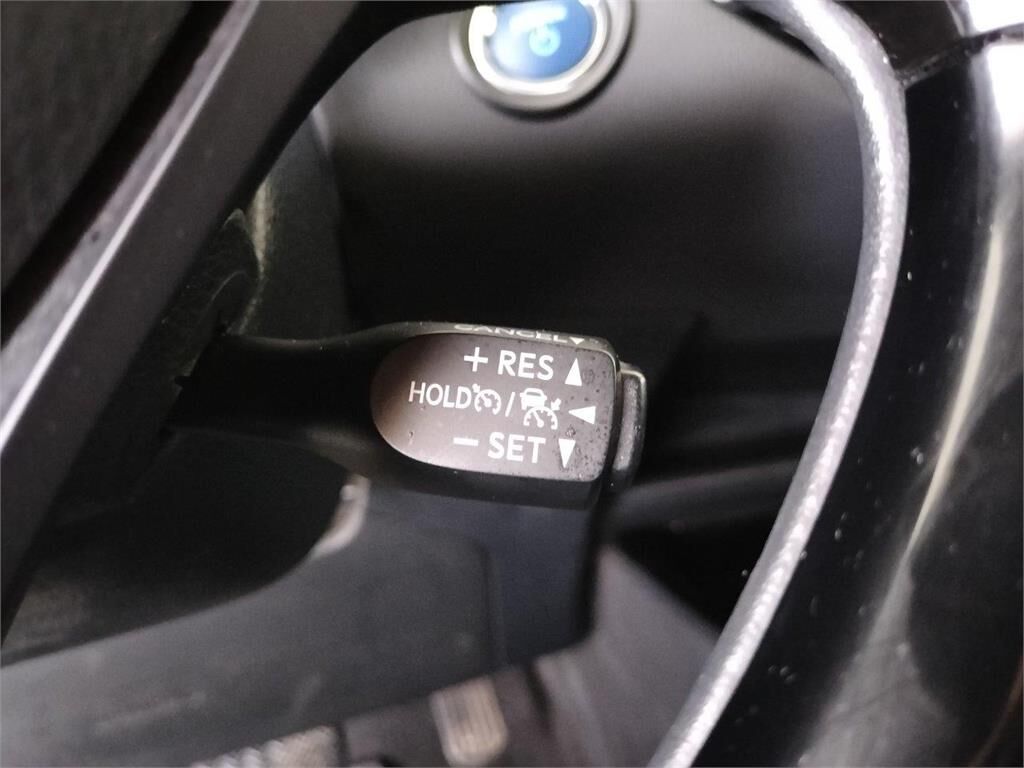 CANCEL
+ RES
HOLD /
- SET